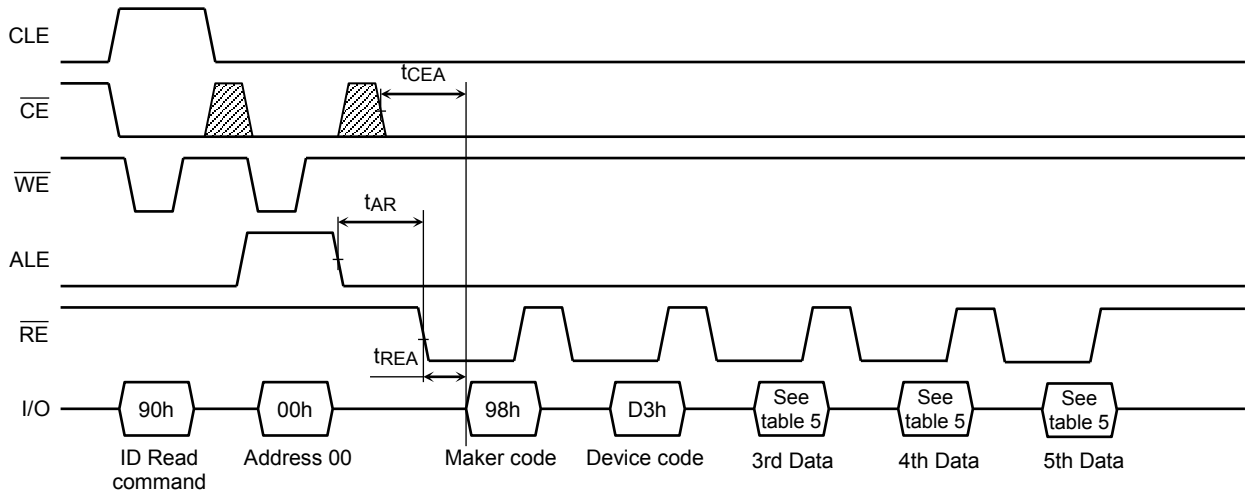 CLE
tCEA
CE
WE
tAR
ALE
RE
tREA
I/O
90h
00h
98h
D3h
See
table 5
See
table 5
See
table 5
ID Read
command
Address 00
Maker code
Device code
3rd Data
4th Data
5th Data